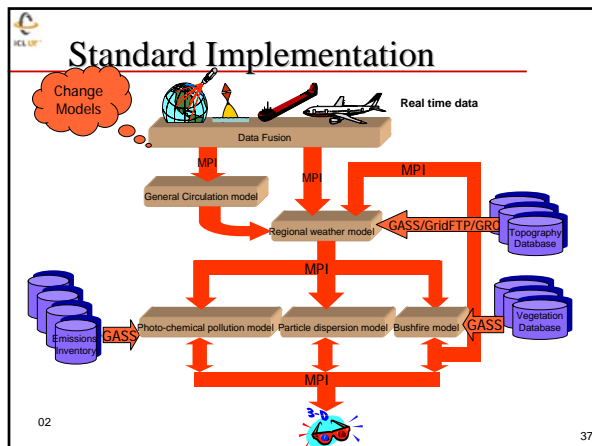 ICL UT
Standard Implementation
Change
Models
Real time data
Data Fusion
MPI
MPI
MPI
General Circulation model
Regional weather model
GASS/GridFTP/GRC
Topography
Database
MPI
Photo-chemical pollution model
Particle dispersion model
Bushfire model
GASS
Vegetation
Database
Emissions
Inventory
GASS
MPI
3-D
02
37